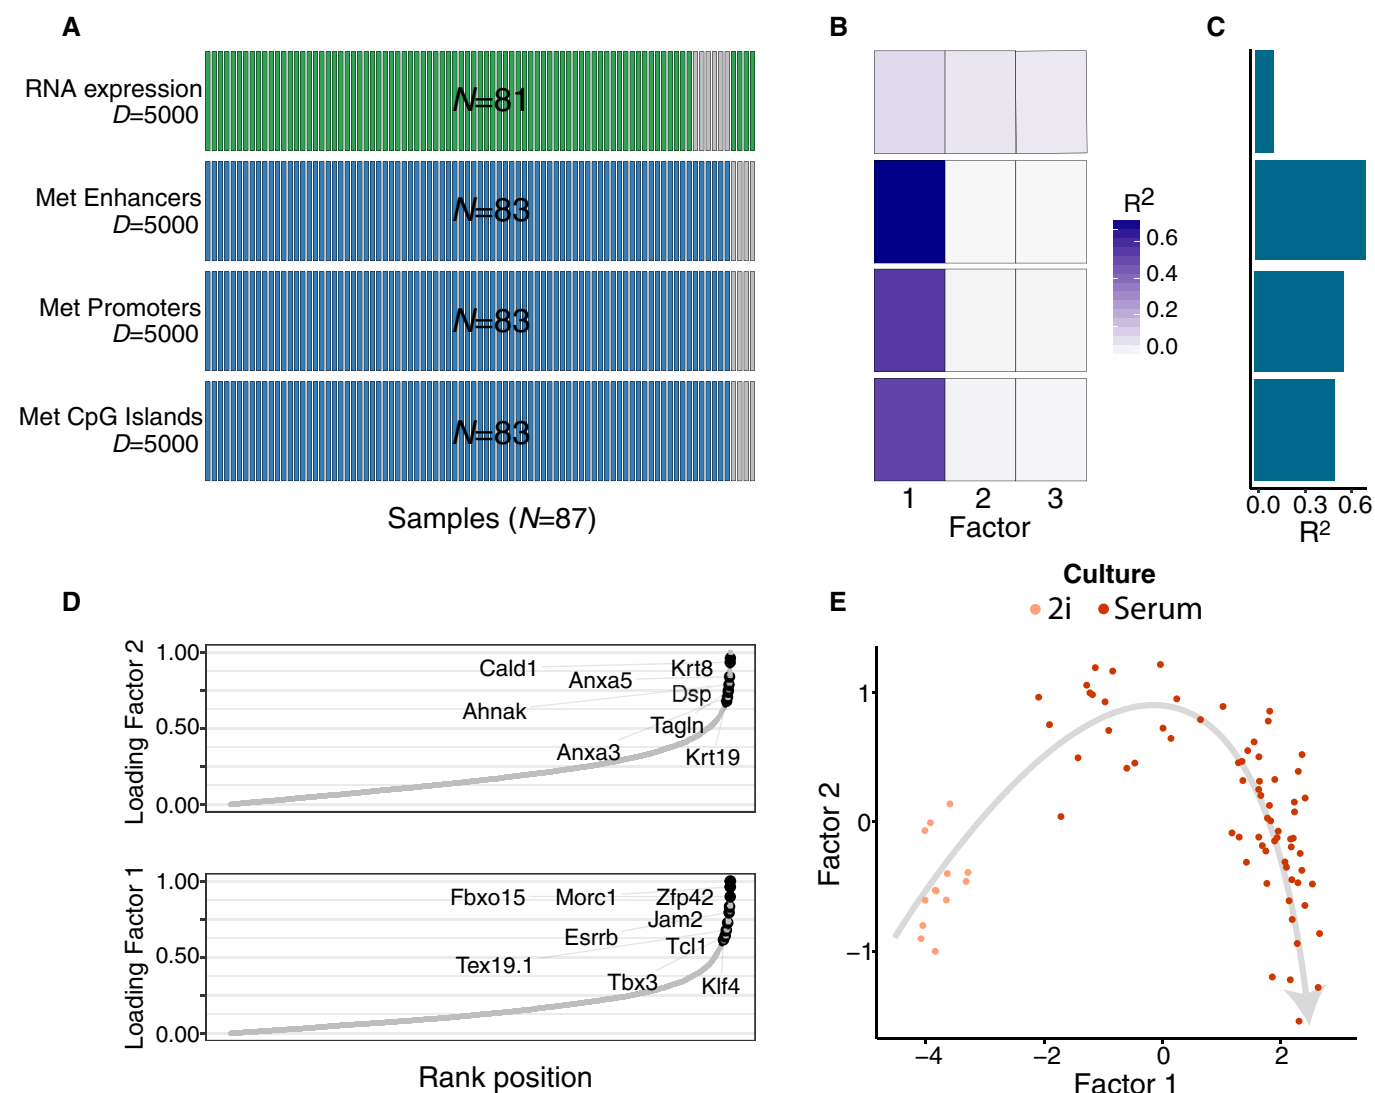 A
RNA expression
D=5000
N=81
Met Enhancers
D=5000
N=83
Met Promoters
D=5000
N=83
Met CpG Islands
D=5000
N=83
Samples (N=87)
B
1 2 3
Factor
R²
0.6
0.4
0.2
0.0
C
0.0 0.3 0.6
R²
D
Loading Factor 2
1.00
0.50
0.00
Cald1
Krt8
Anxa5
Dsp
Ahnak
Tagln
Anxa3
Krt19
Loading Factor 1
1.00
0.50
0.00
Fbxo15
Morc1
Zfp42
Jam2
Esrrb
Tcl1
Tex19.1
Tbx3
Klf4
Rank position
E
Culture
2i Serum
Factor 2
1
0
−1
−4 −2 0 2
Factor 1